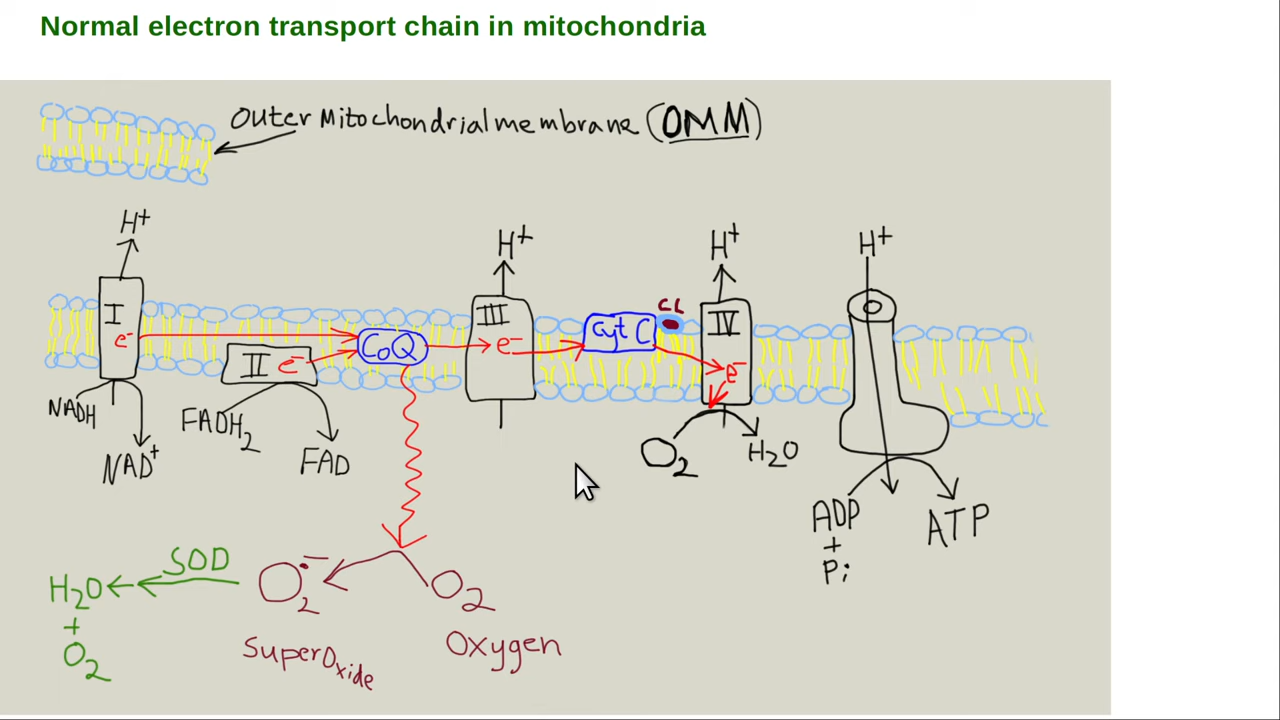 Normal electron transport chain in mitochondria
Outer Mitochondrial membrane (OMM)
H+
H+
H+
H+
I
e-
II
e-
CoQ
III
e-
Cyt C
CL
IV
e-
NADH
NAD+
FADH2
FAD
O2
H2O
ADP
+
Pi
ATP
SOD
H2O
+
O2
O2•−
SuperOxide
O2
Oxygen